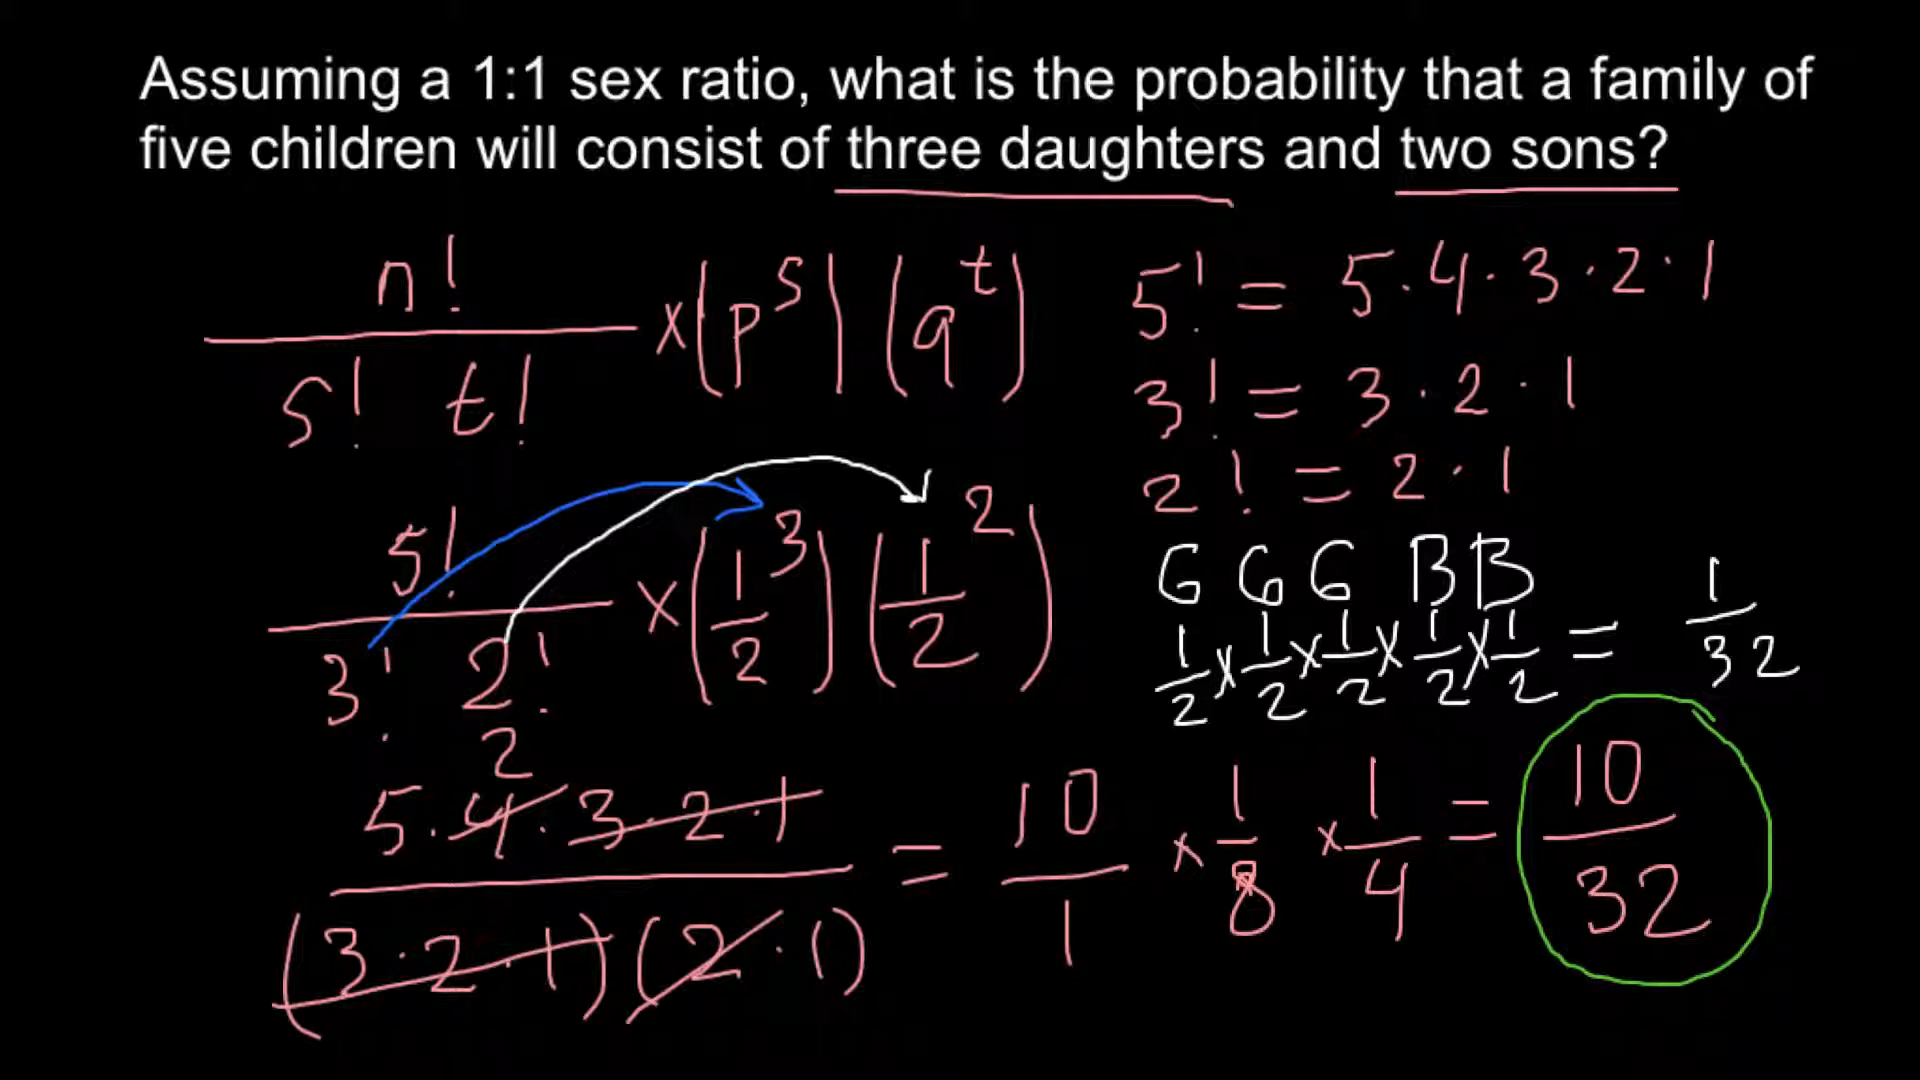 Assuming a 1:1 sex ratio, what is the probability that a family of
five children will consist of three daughters and two sons?
n!
s! t!
×(p^s)(q^t)
5! = 5·4·3·2·1
3! = 3·2·1
2! = 2·1
5!
3! 2!
×(1/2 ^3)(1/2 ^2)
G G G B B
1/2 × 1/2 × 1/2 × 1/2 × 1/2 = 1/32
2
5·4·3·2·1
(3·2·1)(2·1)
= 10/1 × 1/8 × 1/4 = 10/32